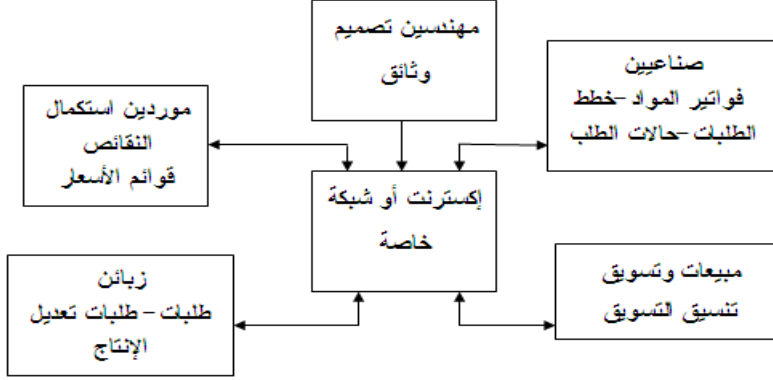 مهندسين تصميم
وثائق
صناعيين
فواتير المواد –خطط
الطلبات –حالات الطلب
موردين استكمال
النقائص
قوائم الأسعار
إكسترنت أو شبكة
خاصة
زبائن
طلبات – طلبات تعديل
الإنتاج
مبيعات وتسويق
تنسيق التسويق